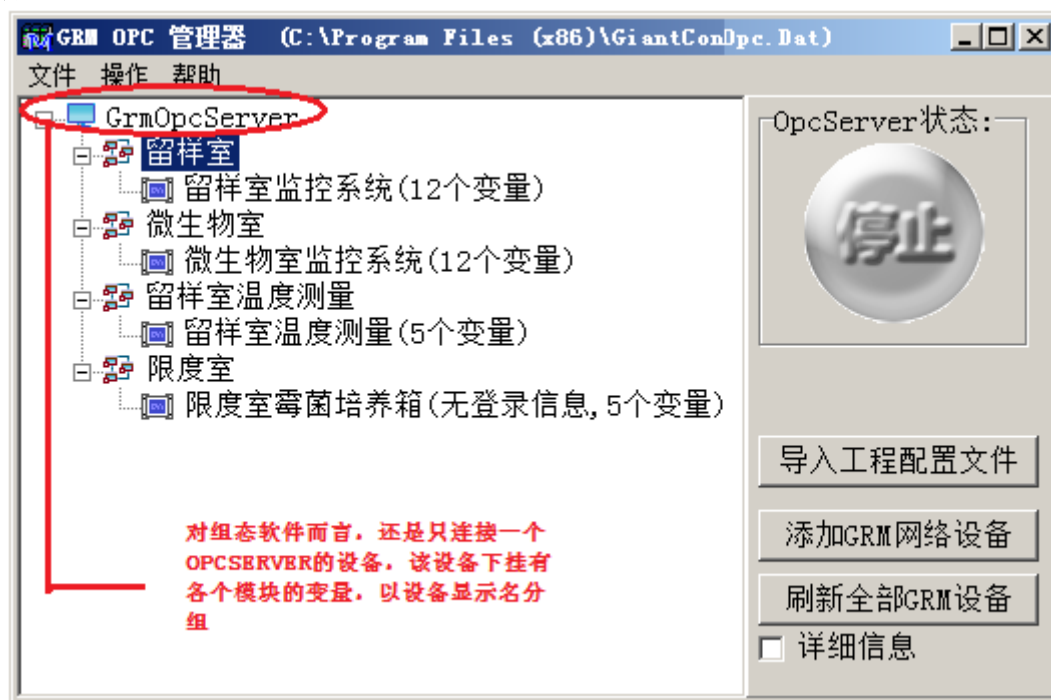 GRM OPC 管理器 (C:\Program Files (x86)\GiantConOpc.Dat)
文件 操作 帮助
GrmOpcServer
留样室
留样室监控系统(12个变量)
微生物室
微生物室监控系统(12个变量)
留样室温度测量
留样室温度测量(5个变量)
限度室
限度室霉菌培养箱(无登录信息,5个变量)
对组态软件而言,还是只连接一个
OPCSERVER的设备,该设备下挂有
各个模块的变量,以设备显示名分
组
OpcServer状态:
停止
导入工程配置文件
添加GRM网络设备
刷新全部GRM设备
详细信息